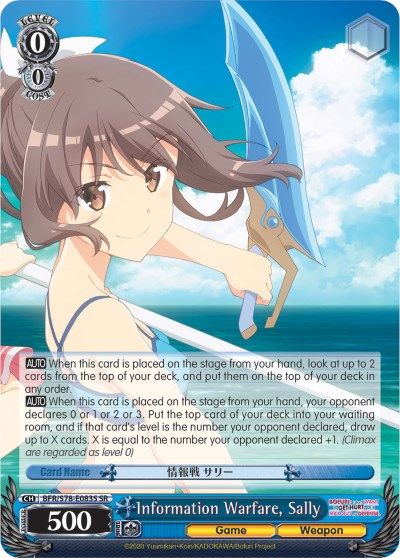 LEVEL
0
0
COST
AUTO When this card is placed on the stage from your hand, look at up to 2
cards from the top of your deck, and put them on the top of your deck in
any order.
AUTO When this card is placed on the stage from your hand, your opponent
declares 0 or 1 or 2 or 3. Put the top card of your deck into your waiting
room, and if that card's level is the number your opponent declared, draw
up to X cards. X is equal to the number your opponent declared +1. (Climax
are regarded as level 0)
Card Name
情報戦 サリー
CH BFR/S78-E083S SR
Information Warfare, Sally
POWER
500
Game
Weapon
©2020 Yuumikan・Koin/KADOKAWA/Bofuri Project